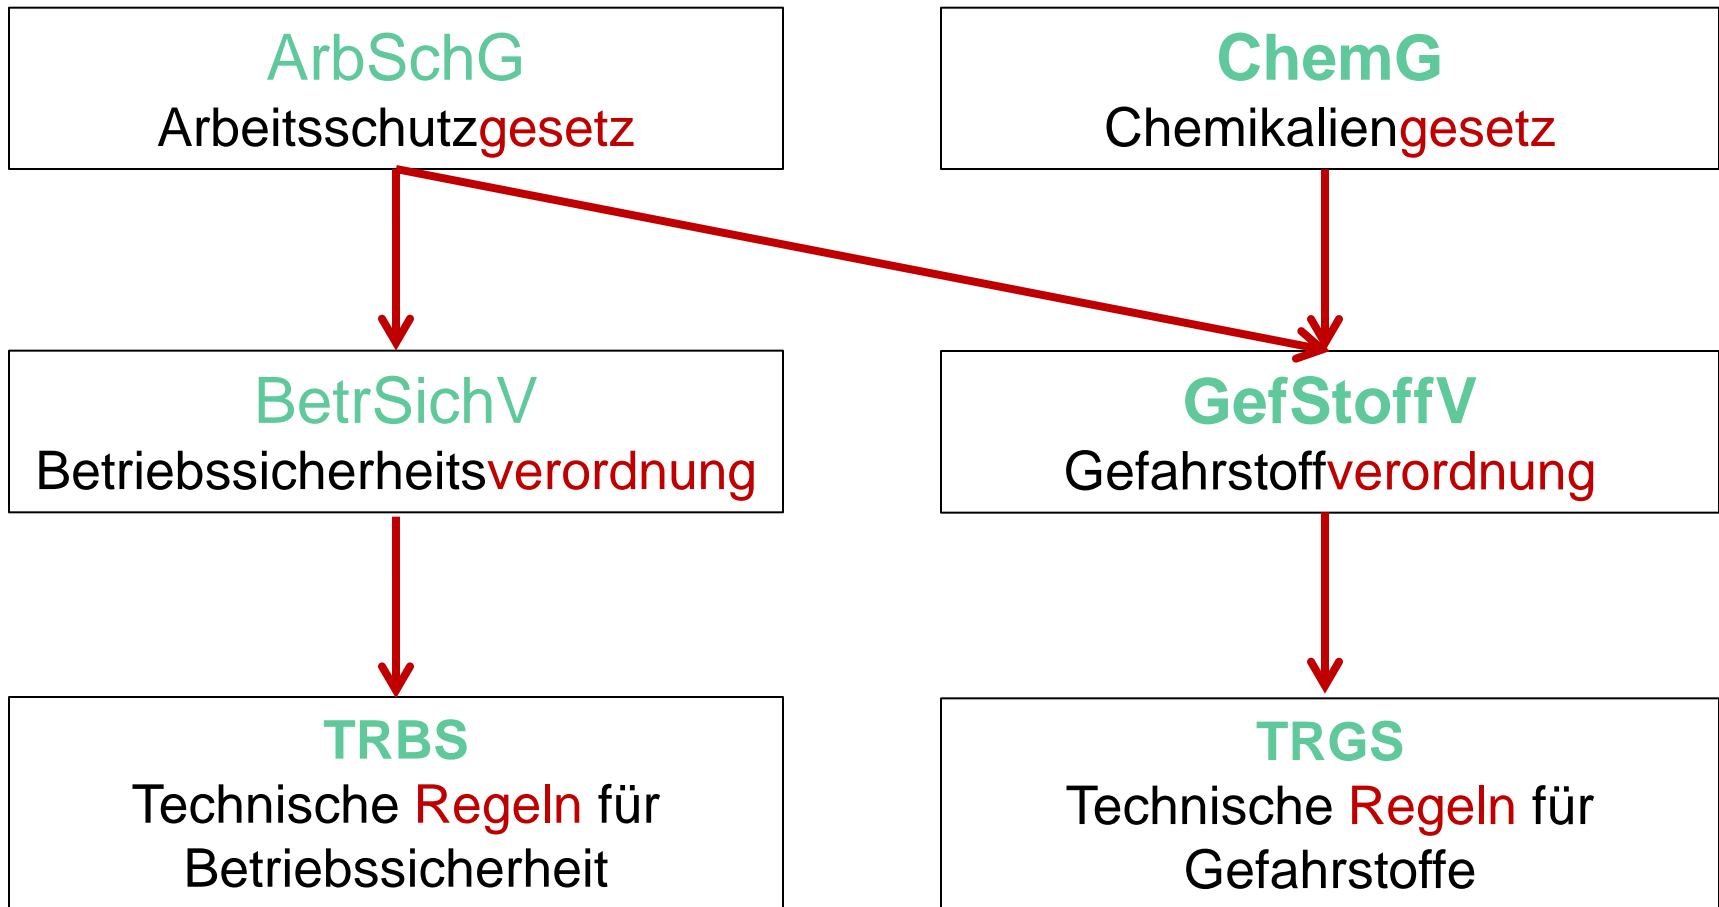 ArbSchG
Arbeitsschutzgesetz
ChemG
Chemikaliengesetz
BetrSichV
Betriebssicherheitsverordnung
GefStoffV
Gefahrstoffverordnung
TRBS
Technische Regeln für
Betriebssicherheit
TRGS
Technische Regeln für
Gefahrstoffe